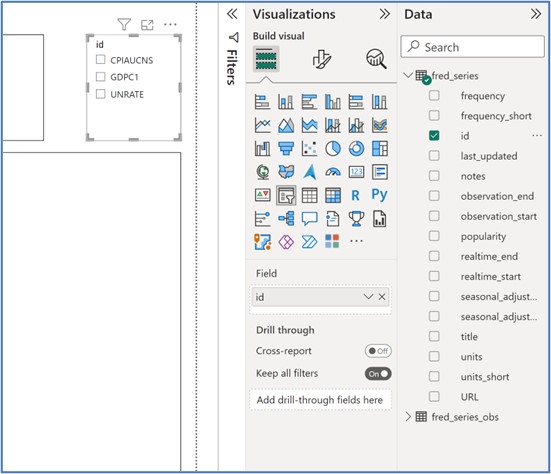 id
CPIAUCNS
GDPC1
UNRATE
Filters
Visualizations
Build visual
123
R
Py
Field
id
Drill through
Cross-report
Off
Keep all filters
On
Add drill-through fields here
Data
Search
fred_series
frequency
frequency_short
id
last_updated
notes
observation_end
observation_start
popularity
realtime_end
realtime_start
seasonal_adjust...
seasonal_adjust...
title
units
units_short
URL
fred_series_obs